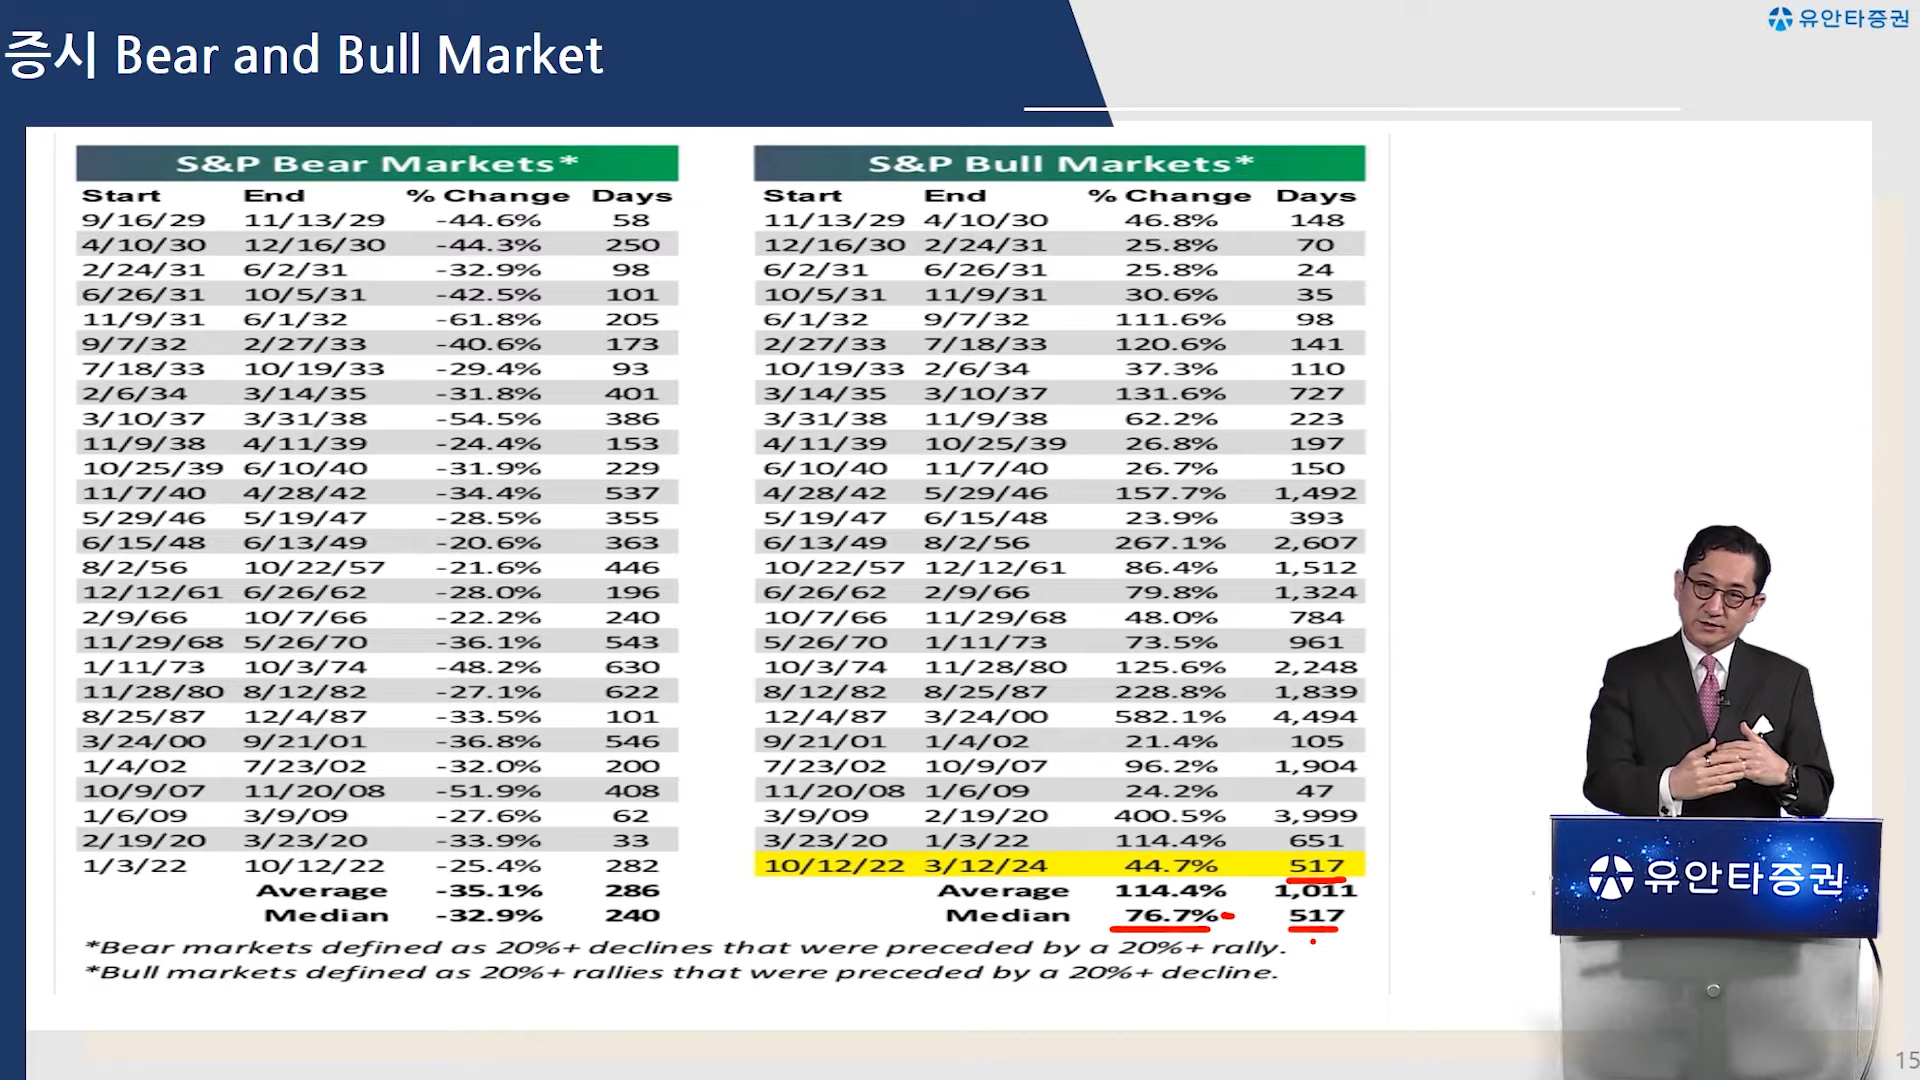 증시 Bear and Bull Market
유안타증권
S&P Bear Markets*
Start End % Change Days
9/16/29 11/13/29 -44.6% 58
4/10/30 12/16/30 -44.3% 250
2/24/31 6/2/31 -32.9% 98
6/26/31 10/5/31 -42.5% 101
11/9/31 6/1/32 -61.8% 205
9/7/32 2/27/33 -40.6% 173
7/18/33 10/19/33 -29.4% 93
2/6/34 3/14/35 -31.8% 401
3/10/37 3/31/38 -54.5% 386
11/9/38 4/11/39 -24.4% 153
10/25/39 6/10/40 -31.9% 229
11/7/40 4/28/42 -34.4% 537
5/29/46 5/19/47 -28.5% 355
6/15/48 6/13/49 -20.6% 363
8/2/56 10/22/57 -21.6% 446
12/12/61 6/26/62 -28.0% 196
2/9/66 10/7/66 -22.2% 240
11/29/68 5/26/70 -36.1% 543
1/11/73 10/3/74 -48.2% 630
11/28/80 8/12/82 -27.1% 622
8/25/87 12/4/87 -33.5% 101
3/24/00 9/21/01 -36.8% 546
1/4/02 7/23/02 -32.0% 200
10/9/07 11/20/08 -51.9% 408
1/6/09 3/9/09 -27.6% 62
2/19/20 3/23/20 -33.9% 33
1/3/22 10/12/22 -25.4% 282
Average -35.1% 286
Median -32.9% 240
S&P Bull Markets*
Start End % Change Days
11/13/29 4/10/30 46.8% 148
12/16/30 2/24/31 25.8% 70
6/2/31 6/26/31 25.8% 24
10/5/31 11/9/31 30.6% 35
6/1/32 9/7/32 111.6% 98
2/27/33 7/18/33 120.6% 141
10/19/33 2/6/34 37.3% 110
3/14/35 3/10/37 131.6% 727
3/31/38 11/9/38 62.2% 223
4/11/39 10/25/39 26.8% 197
6/10/40 11/7/40 26.7% 150
4/28/42 5/29/46 157.7% 1,492
5/19/47 6/15/48 23.9% 393
6/13/49 8/2/56 267.1% 2,607
10/22/57 12/12/61 86.4% 1,512
6/26/62 2/9/66 79.8% 1,324
10/7/66 11/29/68 48.0% 784
5/26/70 1/11/73 73.5% 961
10/3/74 11/28/80 125.6% 2,248
8/12/82 8/25/87 228.8% 1,839
12/4/87 3/24/00 582.1% 4,494
9/21/01 1/4/02 21.4% 105
7/23/02 10/9/07 96.2% 1,904
11/20/08 1/6/09 24.2% 47
3/9/09 2/19/20 400.5% 3,999
3/23/20 1/3/22 114.4% 651
10/12/22 3/12/24 44.7% 517
Average 114.4% 1,011
Median 76.7% 517
*Bear markets defined as 20%+ declines that were preceded by a 20%+ rally.
*Bull markets defined as 20%+ rallies that were preceded by a 20%+ decline.
유안타증권
15